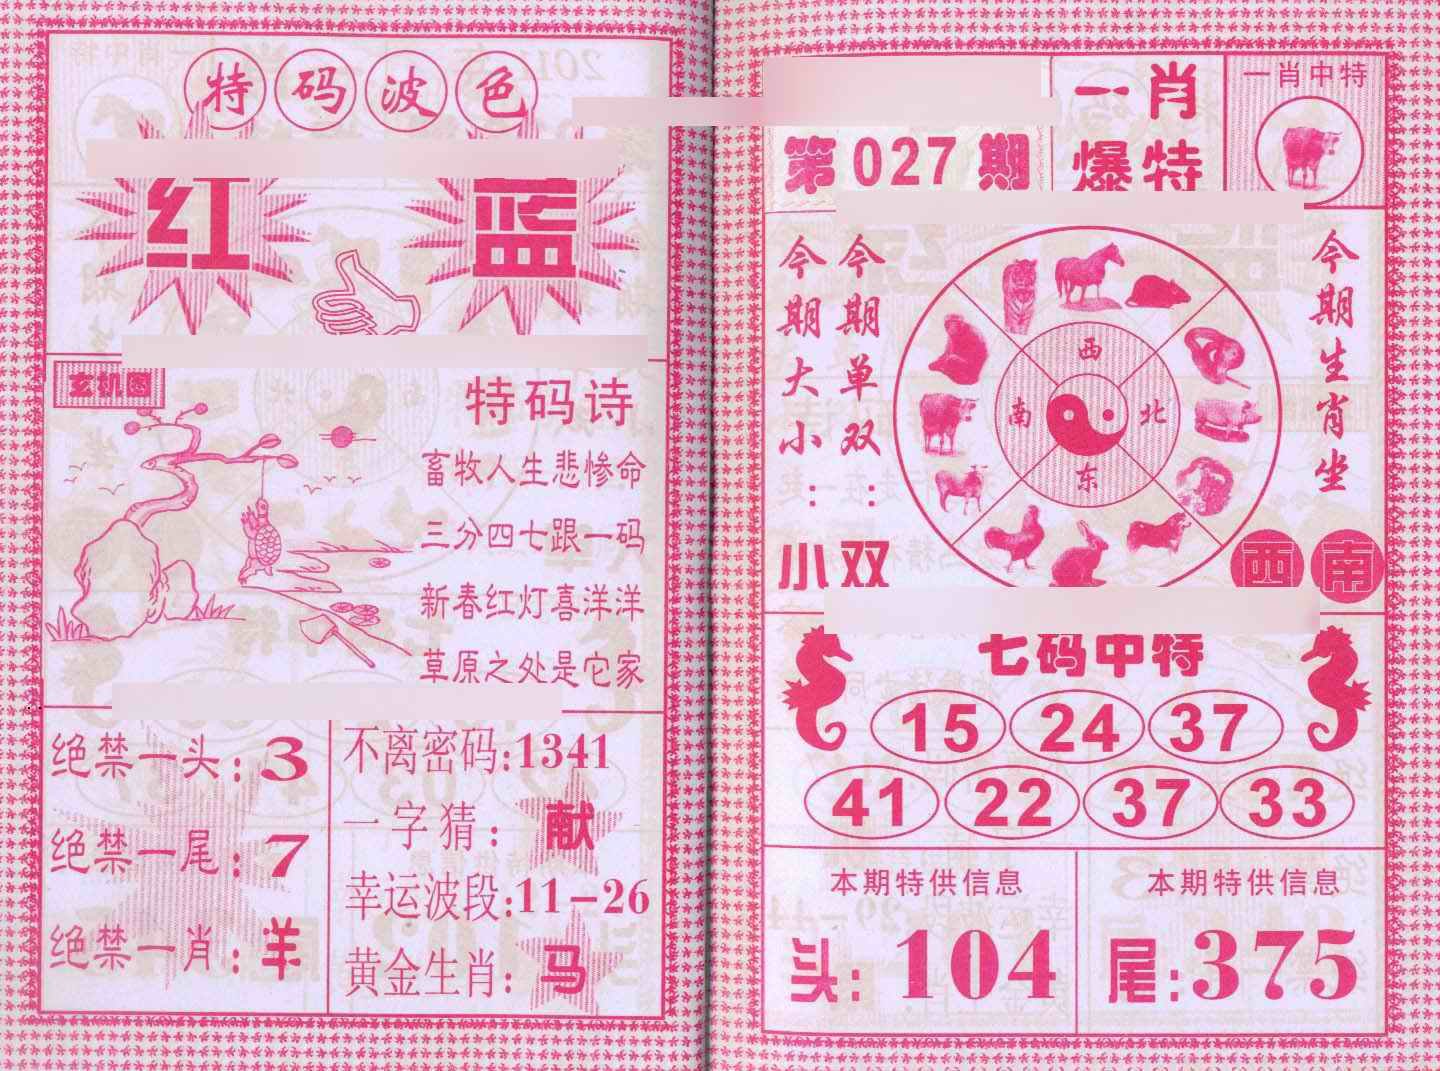 特码波色
红 蓝
玄机图
特码诗
畜牧人生悲惨命
三分四七跟一码
新春红灯喜洋洋
草原之处是它家
绝禁一头:3
绝禁一尾:7
绝禁一肖:羊
不离密码:1341
一字猜:献
幸运波段:11-26
黄金生肖:马
第027期
一肖
爆特
一肖中特
今期大小:小
今期单双:双
西
南
北
东
今期生肖坐
西南
七码中特
15 24 37
41 22 37 33
本期特供信息
头:104
本期特供信息
尾:375